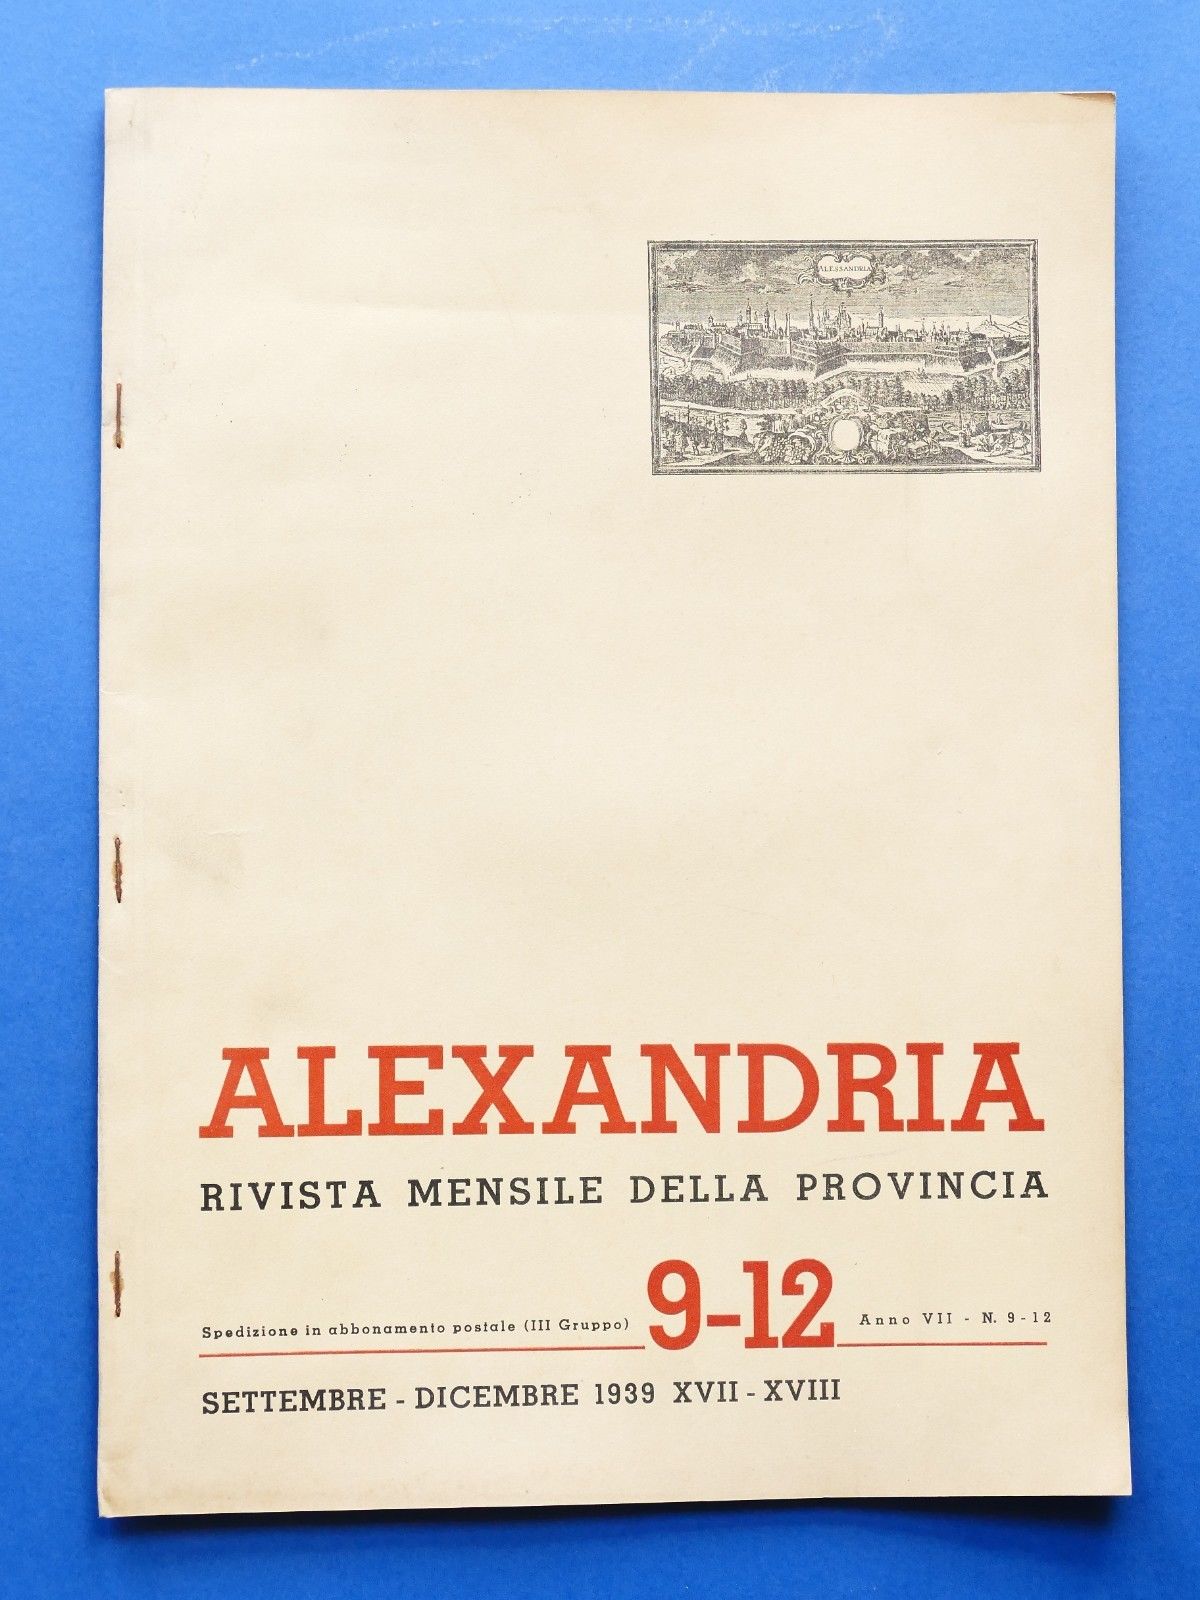 ALESSANDRIA
ALEXANDRIA
RIVISTA MENSILE DELLA PROVINCIA
Spedizione in abbonamento postale (III Gruppo) 9-12 Anno VII - N. 9-12
SETTEMBRE - DICEMBRE 1939 XVII - XVIII